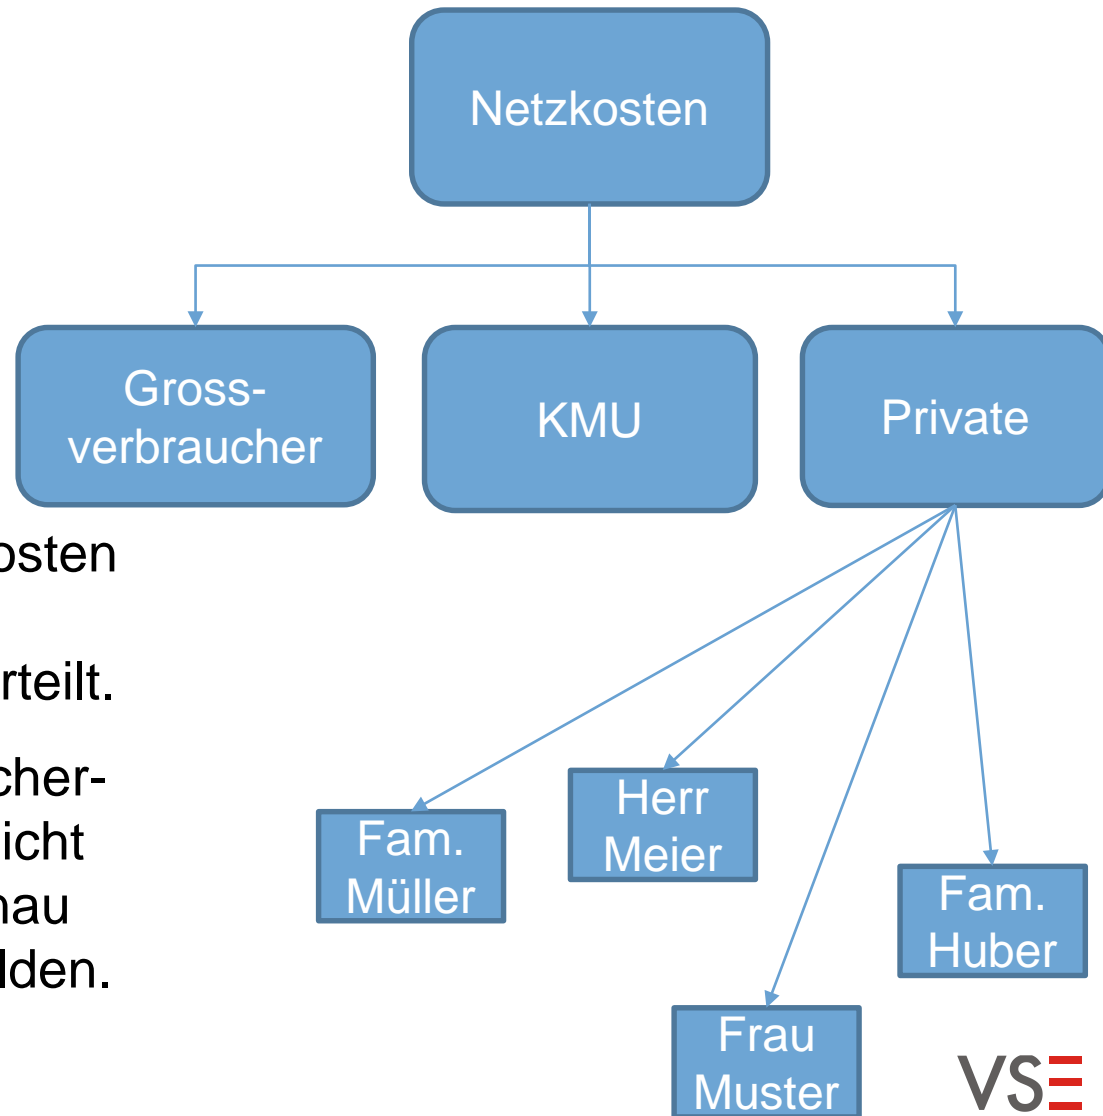 Netzkosten
Gross-
verbraucher
KMU
Private
osten
rteilt.
cher-
icht
nau
lden.
Fam.
Müller
Herr
Meier
Fam.
Huber
Frau
Muster
VSE